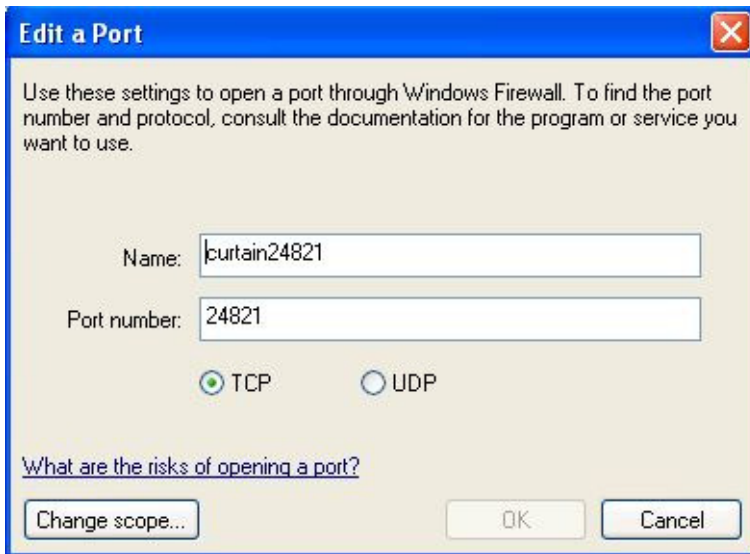 Edit a Port
Use these settings to open a port through Windows Firewall. To find the port
number and protocol, consult the documentation for the program or service you
want to use.
Name: curtain24821
Port number: 24821
TCP UDP
What are the risks of opening a port?
Change scope... OK Cancel